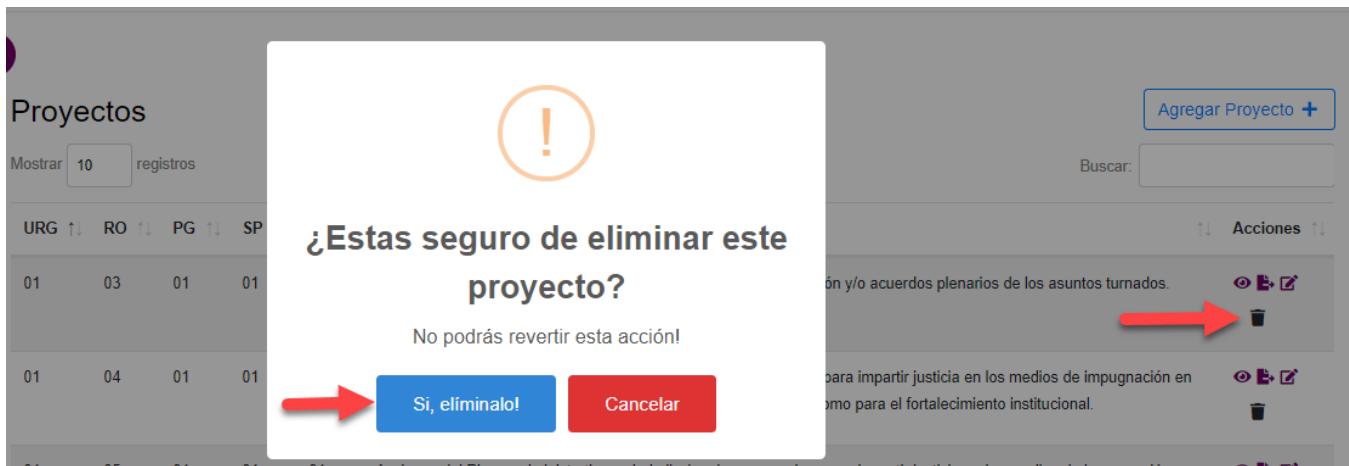 Proyectos
Agregar Proyecto +
Mostrar 10 registros
Buscar:
URG RO PG SP Acciones
01 03 01 01 ón y/o acuerdos plenarios de los asuntos turnados.
01 04 01 01 para impartir justicia en los medios de impugnación en
omo para el fortalecimiento institucional.
!
¿Estas seguro de eliminar este
proyecto?
No podrás revertir esta acción!
Si, elíminalo! Cancelar